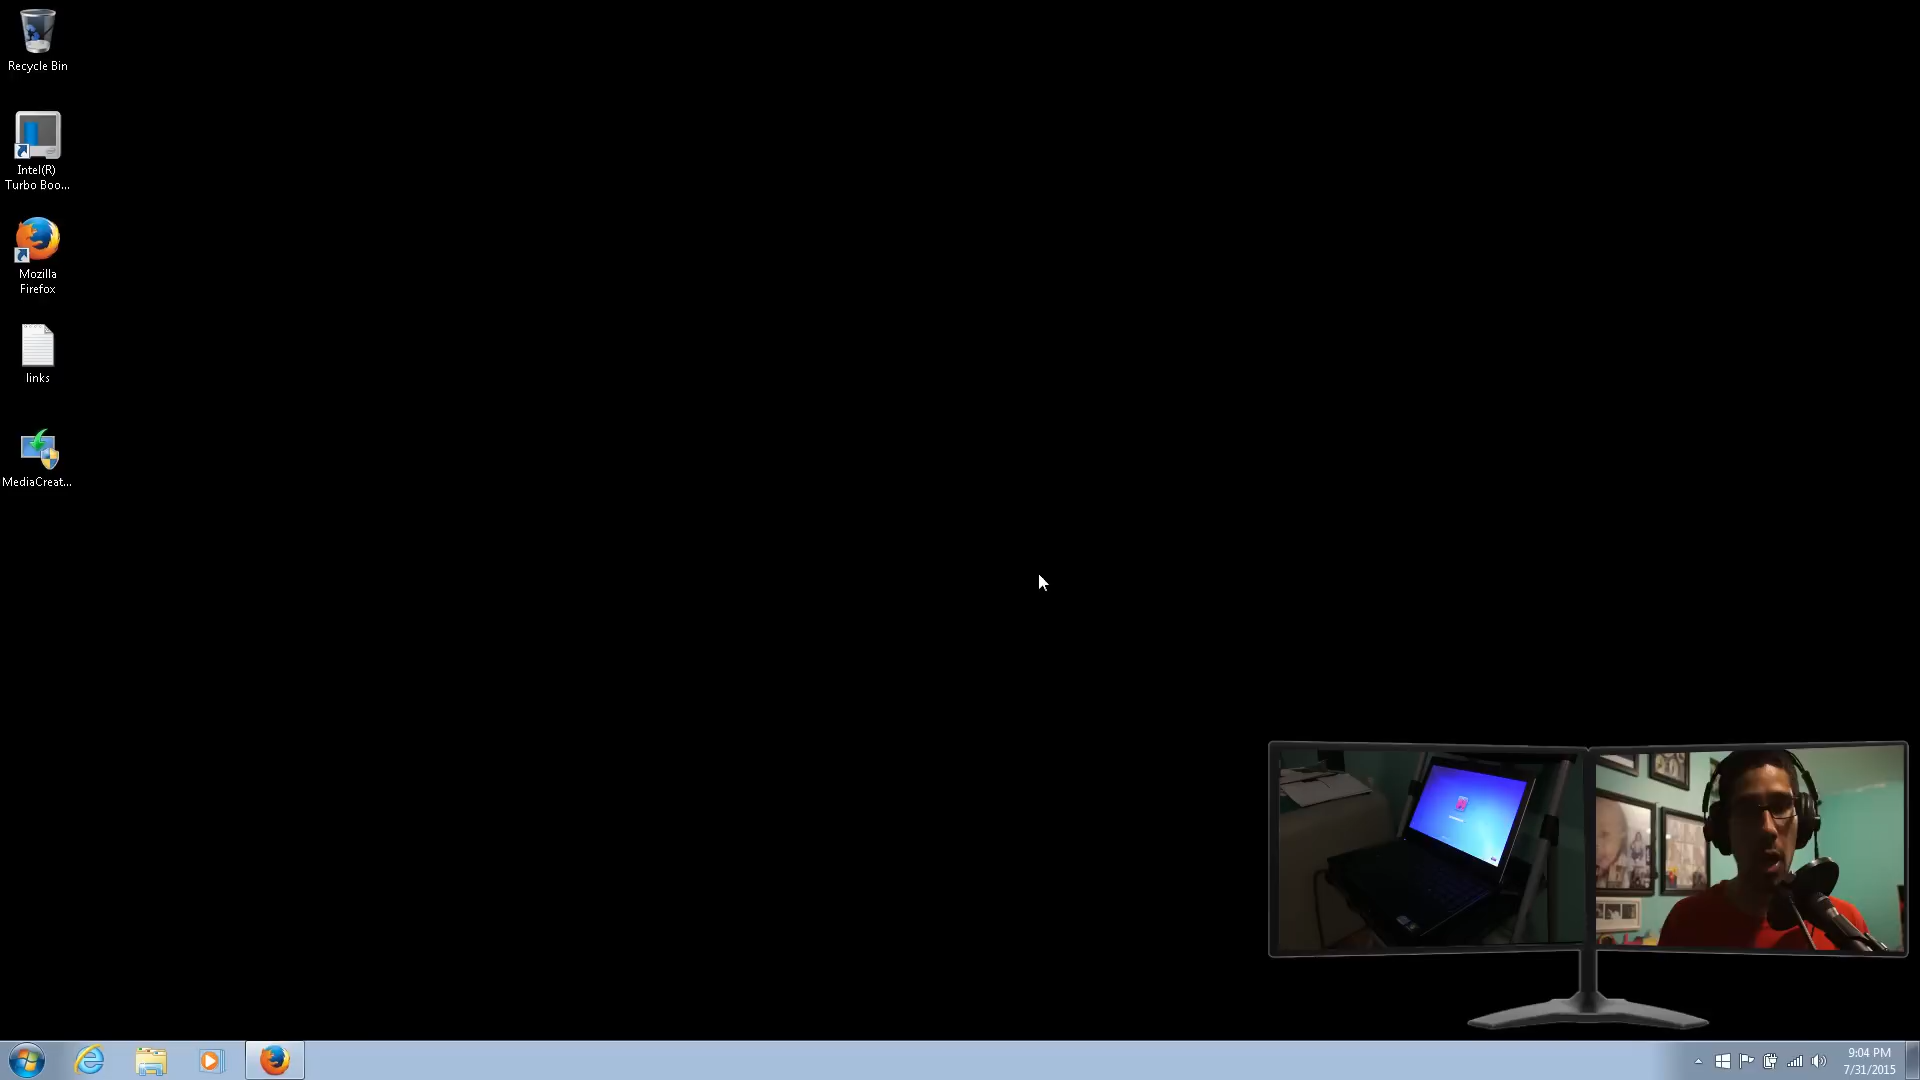 Recycle Bin
Intel(R)
Turbo Boo...
Mozilla
Firefox
links
MediaCreat...
9:04 PM
7/31/2015